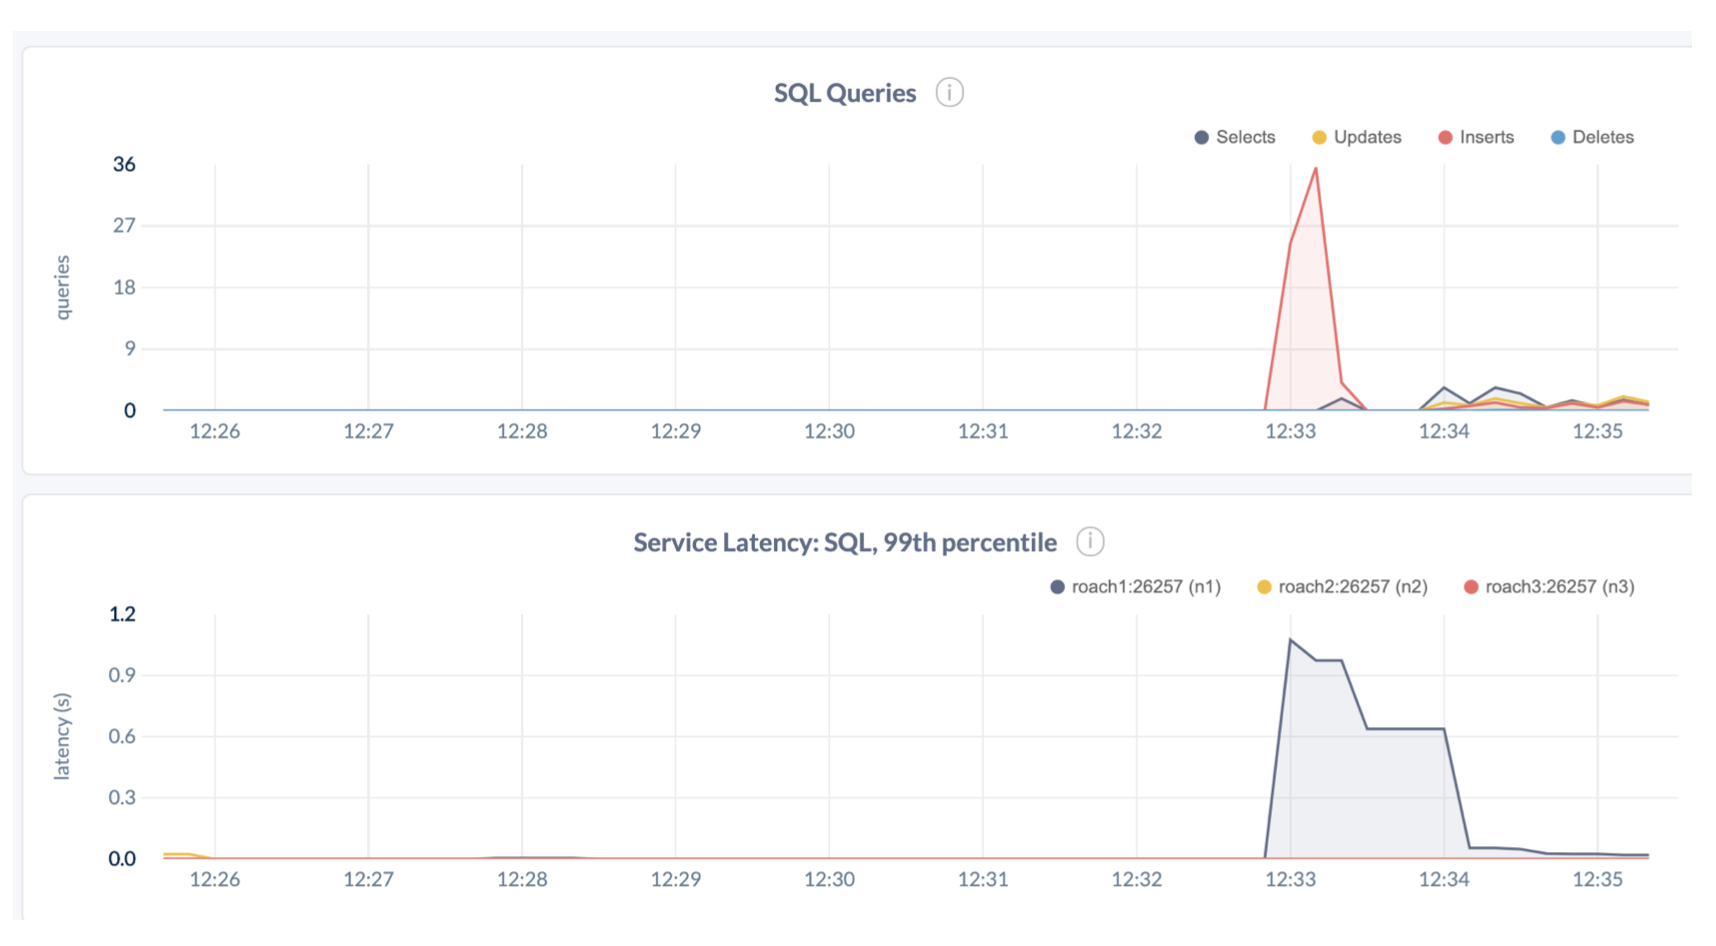 SQL Queries i
Selects Updates Inserts Deletes
36
27
18
9
0
queries
12:26 12:27 12:28 12:29 12:30 12:31 12:32 12:33 12:34 12:35
Service Latency: SQL, 99th percentile i
roach1:26257 (n1) roach2:26257 (n2) roach3:26257 (n3)
1.2
0.9
0.6
0.3
0.0
latency (s)
12:26 12:27 12:28 12:29 12:30 12:31 12:32 12:33 12:34 12:35